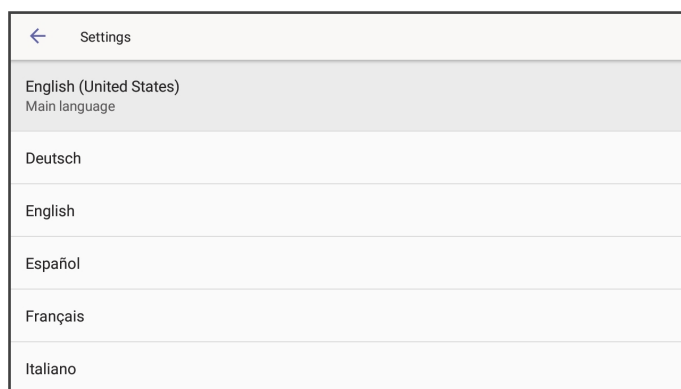 Settings
English (United States)
Main language
Deutsch
English
Español
Français
Italiano